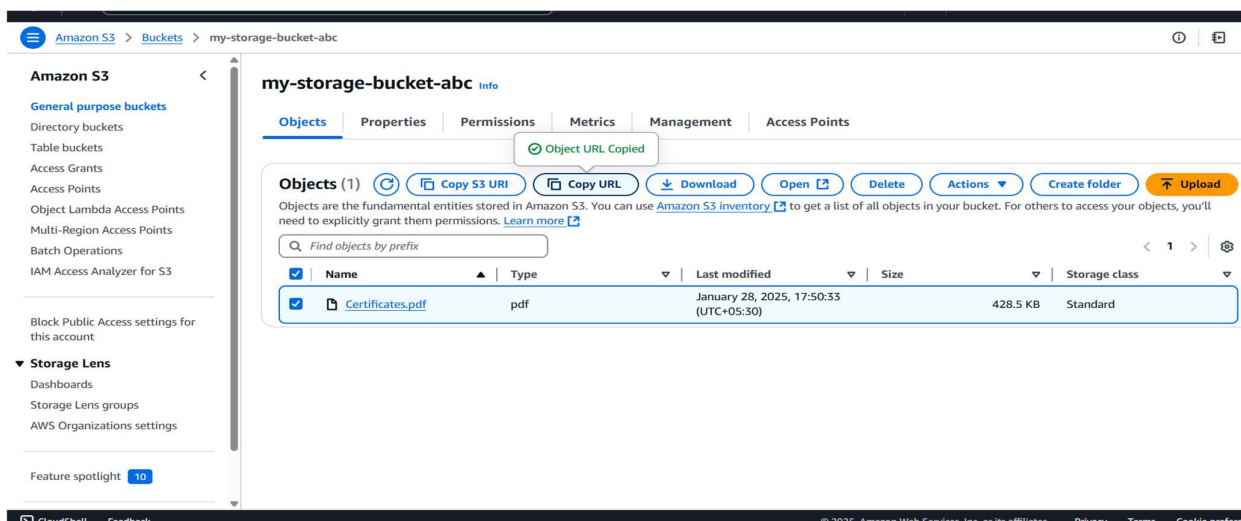 Amazon S3 > Buckets > my-storage-bucket-abc
Amazon S3
General purpose buckets
Directory buckets
Table buckets
Access Grants
Access Points
Object Lambda Access Points
Multi-Region Access Points
Batch Operations
IAM Access Analyzer for S3
Block Public Access settings for
this account
Storage Lens
Dashboards
Storage Lens groups
AWS Organizations settings
Feature spotlight 10
my-storage-bucket-abc Info
Objects Properties Permissions Metrics Management Access Points
Object URL Copied
Objects (1) Copy S3 URI Copy URL Download Open Delete Actions Create folder Upload
Objects are the fundamental entities stored in Amazon S3. You can use Amazon S3 inventory to get a list of all objects in your bucket. For others to access your objects, you'll
need to explicitly grant them permissions. Learn more
Find objects by prefix
< 1 >
Name Type Last modified Size Storage class
Certificates.pdf pdf January 28, 2025, 17:50:33 428.5 KB Standard
(UTC+05:30)
CloudShell Feedback © 2025, Amazon Web Services, Inc. or its affiliates. Privacy Terms